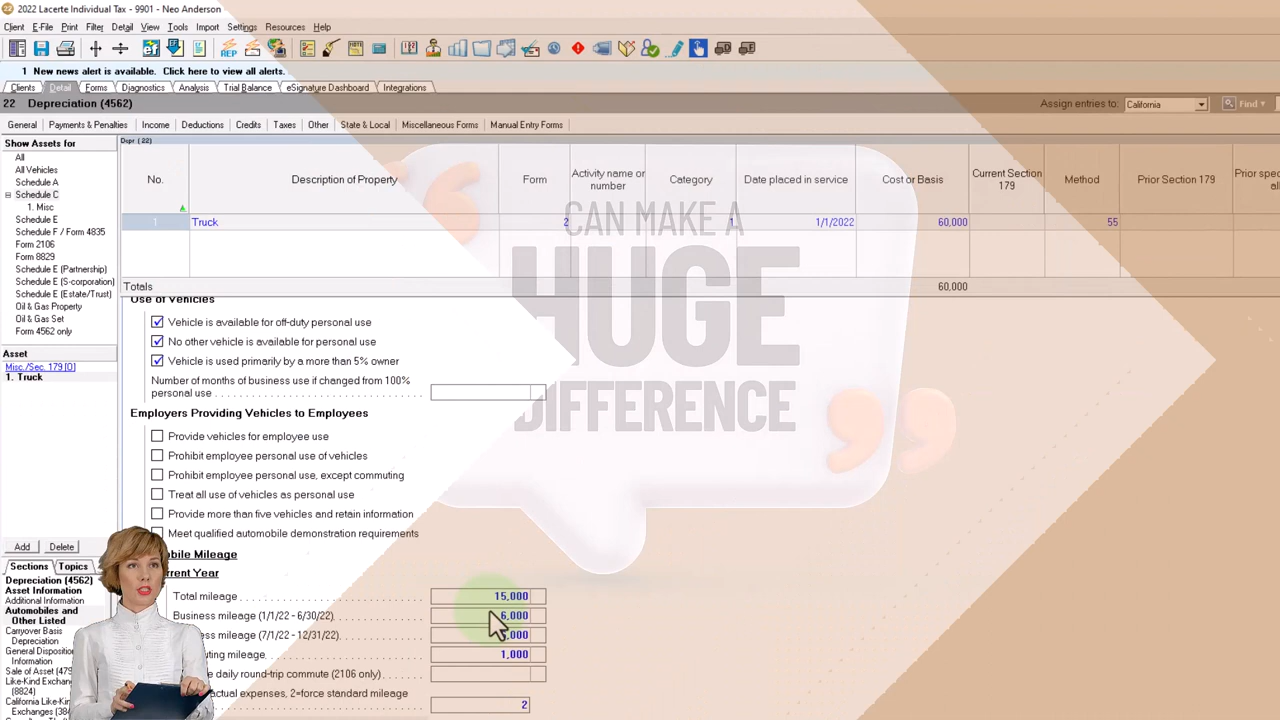 2022 Lacerte Individual Tax - 9901 - Neo Anderson
Client E-File Print Filter Detail View Tools Import Settings Resources Help
REP
1 New news alert is available. Click here to view all alerts.
Clients Detail Forms Diagnostics Analysis Trial Balance eSignature Dashboard Integrations
22 Depreciation (4562) Assign entries to: California Find
General Payments & Penalties Income Deductions Credits Taxes Other State & Local Miscellaneous Forms Manual Entry Forms
Show Assets for
All
All Vehicles
Schedule A
Schedule C
1. Misc
Schedule E
Schedule F / Form 4835
Form 2106
Form 8829
Schedule E (Partnership)
Schedule E (S-corporation)
Schedule E (Estate/Trust)
Oil & Gas Property
Oil & Gas Set
Form 4562 only
Asset
Misc./Sec. 179 [O]
1. Truck
Add Delete
Sections Topics
Depreciation (4562)
Asset Information
Additional Information
Automobiles and
Other Listed
Carryover Basis
Depreciation
General Disposition
Information
Sale of Asset (479
Like-Kind Exchange
(8824)
California Like-Kin
Exchanges (3
Depr (22)
No. Description of Property Form Activity name or number Category Date placed in service Cost or Basis Current Section 179 Method Prior Section 179 Prior spec al
1 Truck 2 1 1/1/2022 60,000 55
Totals 60,000
Use of Vehicles
Vehicle is available for off-duty personal use
No other vehicle is available for personal use
Vehicle is used primarily by a more than 5% owner
Number of months of business use if changed from 100%
personal use
Employers Providing Vehicles to Employees
Provide vehicles for employee use
Prohibit employee personal use of vehicles
Prohibit employee personal use, except commuting
Treat all use of vehicles as personal use
Provide more than five vehicles and retain information
Meet qualified automobile demonstration requirements
bile Mileage
rrent Year
Total mileage 15,000
Business mileage (1/1/22 - 6/30/22) 6,000
ess mileage (7/1/22 - 12/31/22) ,000
ting mileage 1,000
e daily round-trip commute (2106 only)
ctual expenses, 2=force standard mileage
2
CAN MAKE A
HUGE
DIFFERENCE